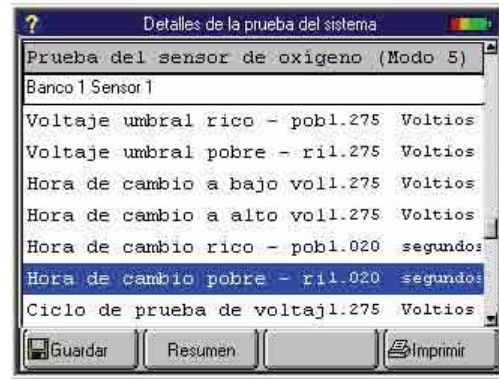 ? Detalles de la prueba del sistema
Prueba del sensor de oxígeno (Modo 5)
Banco 1 Sensor 1
Voltaje umbral rico - pob1.275 Voltios
Voltaje umbral pobre - ri1.275 Voltios
Hora de cambio a bajo vol1.275 Voltios
Hora de cambio a alto vol1.275 Voltios
Hora de cambio rico - pob1.020 segundos
Hora de cambio pobre - ri1.020 segundos
Ciclo de prueba de voltaj1.275 Voltios
Guardar Resumen Imprimir